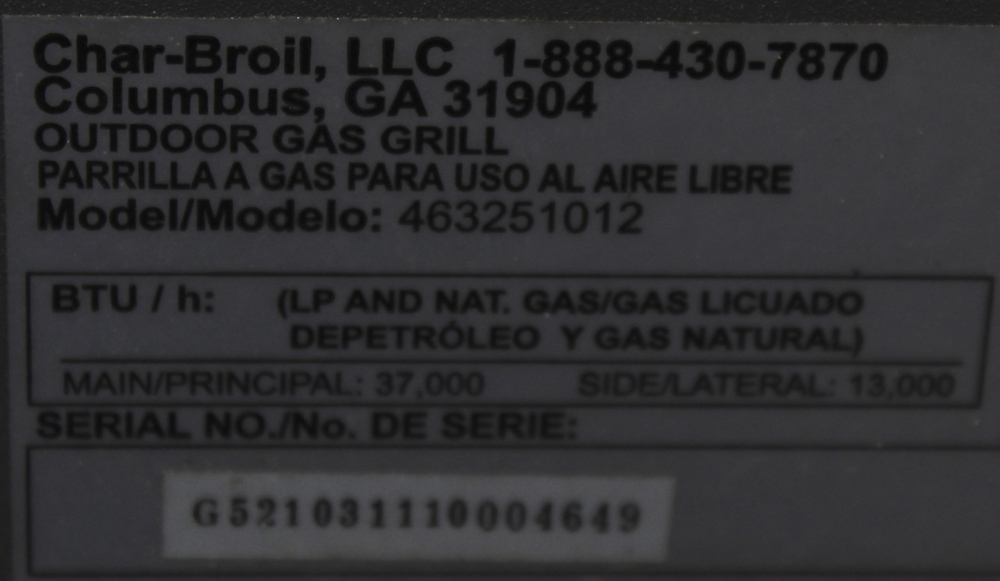 Char-Broil, LLC 1-888-430-7870
Columbus, GA 31904
OUTDOOR GAS GRILL
PARRILLA A GAS PARA USO AL AIRE LIBRE
Model/Modelo: 463251012
BTU / h: (LP AND NAT. GAS/GAS LICUADO
DEPETRÓLEO Y GAS NATURAL)
MAIN/PRINCIPAL: 37,000 SIDE/LATERAL: 13,000
SERIAL NO./No. DE SERIE:
G5210311110004649